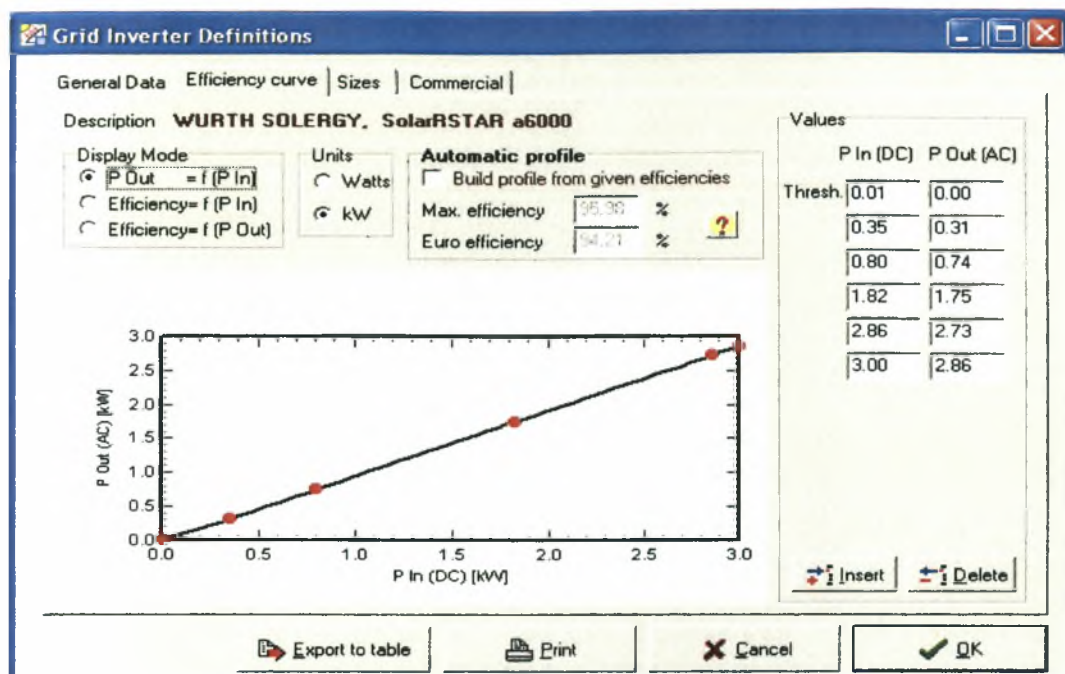 Grid Inverter Definitions
General Data Efficiency curve Sizes Commercial
Description WURTH SOLERGY, SolarRSTAR a6000
Display Mode
P Out = f (P In)
Efficiency= f (P In)
Efficiency= f (P Out)
Units
Watts
kW
Automatic profile
Build profile from given efficiencies
Max. efficiency 95.98 %
Euro efficiency 94.21 %
?
Values
P In (DC) P Out (AC)
Thresh. 0.01 0.00
0.35 0.31
0.80 0.74
1.82 1.75
2.86 2.73
3.00 2.86
P Out (AC) [kW]
3.0
2.5
2.0
1.5
1.0
0.5
0.0
0.0 0.5 1.0 1.5 2.0 2.5 3.0
P In (DC) [kW]
Insert Delete
Export to table Print Cancel OK